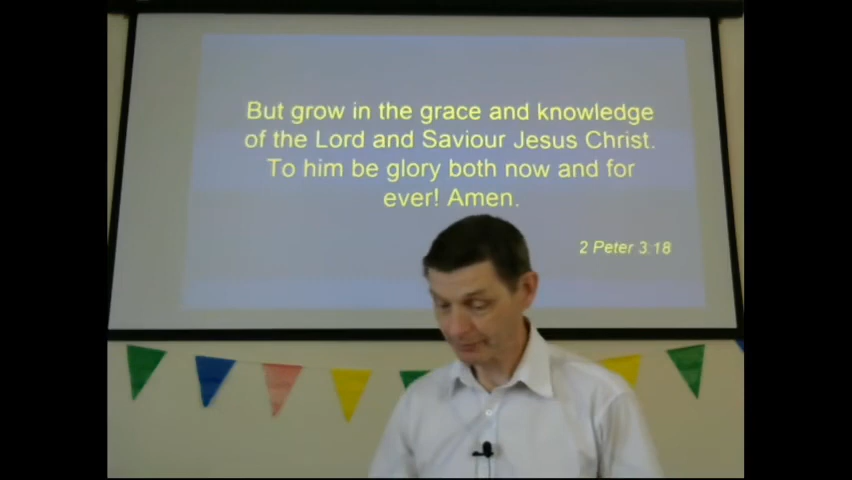 But grow in the grace and knowledge
of the Lord and Saviour Jesus Christ.
To him be glory both now and for
ever! Amen.
2 Peter 3:18